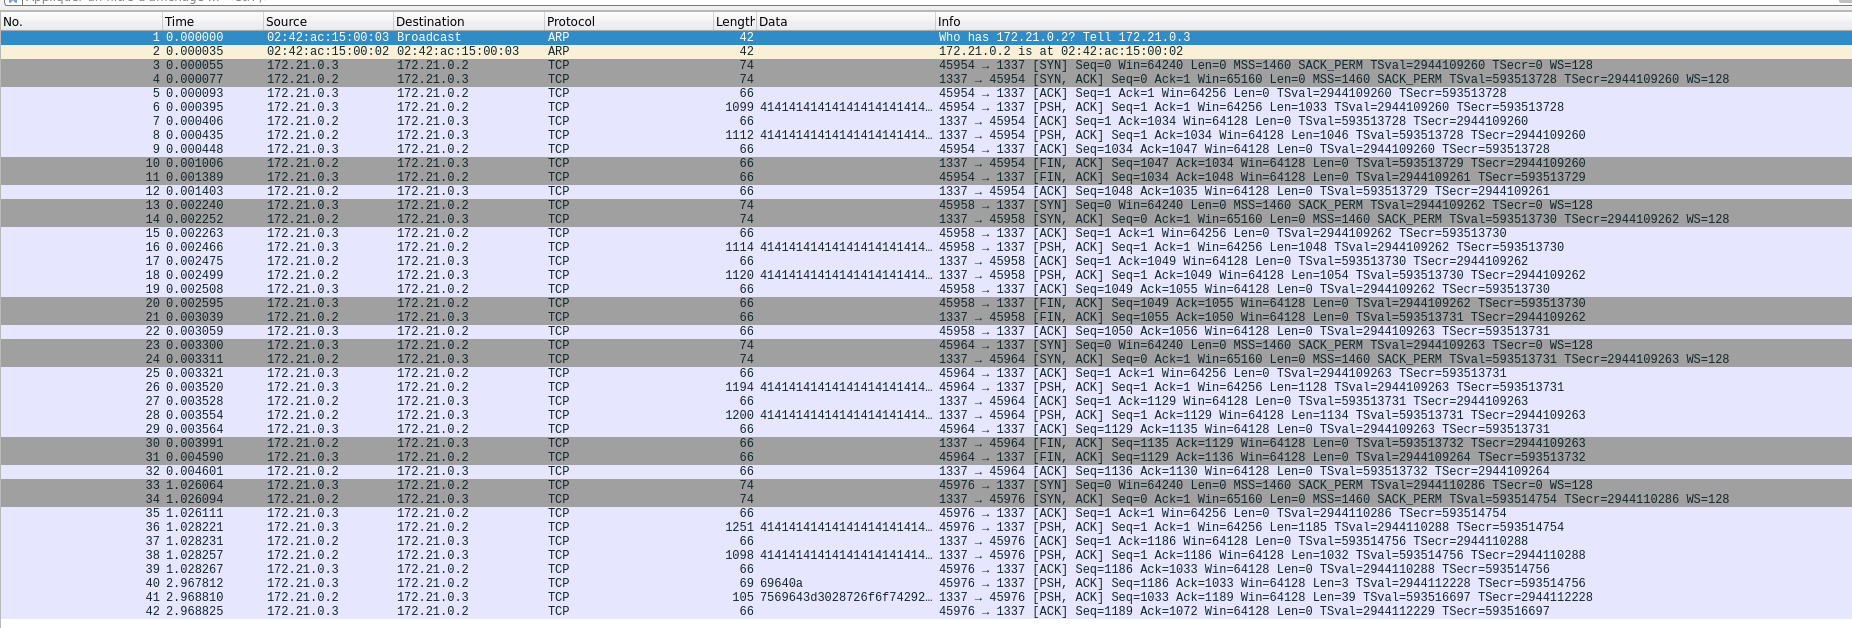 No. Time Source Destination Protocol Length Data Info
1 0.000000 02:42:ac:15:00:03 Broadcast ARP 42 Who has 172.21.0.2? Tell 172.21.0.3
2 0.000035 02:42:ac:15:00:02 02:42:ac:15:00:03 ARP 42 172.21.0.2 is at 02:42:ac:15:00:02
3 0.000055 172.21.0.3 172.21.0.2 TCP 74 45954 → 1337 [SYN] Seq=0 Win=64240 Len=0 MSS=1460 SACK_PERM TSval=2944109260 TSecr=0 WS=128
4 0.000077 172.21.0.2 172.21.0.3 TCP 74 1337 → 45954 [SYN, ACK] Seq=0 Ack=1 Win=65160 Len=0 MSS=1460 SACK_PERM TSval=593513728 TSecr=2944109260 WS=128
5 0.000093 172.21.0.3 172.21.0.2 TCP 66 45954 → 1337 [ACK] Seq=1 Ack=1 Win=64256 Len=0 TSval=2944109260 TSecr=593513728
6 0.000395 172.21.0.3 172.21.0.2 TCP 1099 41414141414141414141414… 45954 → 1337 [PSH, ACK] Seq=1 Ack=1 Win=64256 Len=1033 TSval=2944109260 TSecr=593513728
7 0.000406 172.21.0.2 172.21.0.3 TCP 66 1337 → 45954 [ACK] Seq=1 Ack=1034 Win=64128 Len=0 TSval=593513728 TSecr=2944109260
8 0.000435 172.21.0.2 172.21.0.3 TCP 1112 41414141414141414141414… 1337 → 45954 [PSH, ACK] Seq=1 Ack=1034 Win=64128 Len=1046 TSval=593513728 TSecr=2944109260
9 0.000448 172.21.0.3 172.21.0.2 TCP 66 45954 → 1337 [ACK] Seq=1034 Ack=1047 Win=64128 Len=0 TSval=2944109260 TSecr=593513728
10 0.001006 172.21.0.2 172.21.0.3 TCP 66 1337 → 45954 [FIN, ACK] Seq=1047 Ack=1034 Win=64128 Len=0 TSval=593513729 TSecr=2944109260
11 0.001389 172.21.0.3 172.21.0.2 TCP 66 45954 → 1337 [FIN, ACK] Seq=1034 Ack=1048 Win=64128 Len=0 TSval=2944109261 TSecr=593513729
12 0.001403 172.21.0.2 172.21.0.3 TCP 66 1337 → 45954 [ACK] Seq=1048 Ack=1035 Win=64128 Len=0 TSval=593513729 TSecr=2944109261
13 0.002240 172.21.0.3 172.21.0.2 TCP 74 45958 → 1337 [SYN] Seq=0 Win=64240 Len=0 MSS=1460 SACK_PERM TSval=2944109262 TSecr=0 WS=128
14 0.002252 172.21.0.2 172.21.0.3 TCP 74 1337 → 45958 [SYN, ACK] Seq=0 Ack=1 Win=65160 Len=0 MSS=1460 SACK_PERM TSval=593513730 TSecr=2944109262 WS=128
15 0.002263 172.21.0.3 172.21.0.2 TCP 66 45958 → 1337 [ACK] Seq=1 Ack=1 Win=64256 Len=0 TSval=2944109262 TSecr=593513730
16 0.002466 172.21.0.3 172.21.0.2 TCP 1114 41414141414141414141414… 45958 → 1337 [PSH, ACK] Seq=1 Ack=1 Win=64256 Len=1048 TSval=2944109262 TSecr=593513730
17 0.002475 172.21.0.2 172.21.0.3 TCP 66 1337 → 45958 [ACK] Seq=1 Ack=1049 Win=64128 Len=0 TSval=593513730 TSecr=2944109262
18 0.002499 172.21.0.2 172.21.0.3 TCP 1120 41414141414141414141414… 1337 → 45958 [PSH, ACK] Seq=1 Ack=1049 Win=64128 Len=1054 TSval=593513730 TSecr=2944109262
19 0.002508 172.21.0.3 172.21.0.2 TCP 66 45958 → 1337 [ACK] Seq=1049 Ack=1055 Win=64128 Len=0 TSval=2944109262 TSecr=593513730
20 0.002595 172.21.0.3 172.21.0.2 TCP 66 45958 → 1337 [FIN, ACK] Seq=1049 Ack=1055 Win=64128 Len=0 TSval=2944109262 TSecr=593513730
21 0.003039 172.21.0.2 172.21.0.3 TCP 66 1337 → 45958 [FIN, ACK] Seq=1055 Ack=1050 Win=64128 Len=0 TSval=593513731 TSecr=2944109262
22 0.003059 172.21.0.3 172.21.0.2 TCP 66 45958 → 1337 [ACK] Seq=1050 Ack=1056 Win=64128 Len=0 TSval=2944109263 TSecr=593513731
23 0.003300 172.21.0.3 172.21.0.2 TCP 74 45964 → 1337 [SYN] Seq=0 Win=64240 Len=0 MSS=1460 SACK_PERM TSval=2944109263 TSecr=0 WS=128
24 0.003311 172.21.0.2 172.21.0.3 TCP 74 1337 → 45964 [SYN, ACK] Seq=0 Ack=1 Win=65160 Len=0 MSS=1460 SACK_PERM TSval=593513731 TSecr=2944109263 WS=128
25 0.003321 172.21.0.3 172.21.0.2 TCP 66 45964 → 1337 [ACK] Seq=1 Ack=1 Win=64256 Len=0 TSval=2944109263 TSecr=593513731
26 0.003520 172.21.0.3 172.21.0.2 TCP 1194 41414141414141414141414… 45964 → 1337 [PSH, ACK] Seq=1 Ack=1 Win=64256 Len=1128 TSval=2944109263 TSecr=593513731
27 0.003528 172.21.0.2 172.21.0.3 TCP 66 1337 → 45964 [ACK] Seq=1 Ack=1129 Win=64128 Len=0 TSval=593513731 TSecr=2944109263
28 0.003554 172.21.0.2 172.21.0.3 TCP 1200 41414141414141414141414… 1337 → 45964 [PSH, ACK] Seq=1 Ack=1129 Win=64128 Len=1134 TSval=593513731 TSecr=2944109263
29 0.003564 172.21.0.3 172.21.0.2 TCP 66 45964 → 1337 [ACK] Seq=1129 Ack=1135 Win=64128 Len=0 TSval=2944109263 TSecr=593513731
30 0.003991 172.21.0.2 172.21.0.3 TCP 66 1337 → 45964 [FIN, ACK] Seq=1135 Ack=1129 Win=64128 Len=0 TSval=593513732 TSecr=2944109263
31 0.004590 172.21.0.3 172.21.0.2 TCP 66 45964 → 1337 [FIN, ACK] Seq=1129 Ack=1136 Win=64128 Len=0 TSval=2944109264 TSecr=593513732
32 0.004601 172.21.0.2 172.21.0.3 TCP 66 1337 → 45964 [ACK] Seq=1136 Ack=1130 Win=64128 Len=0 TSval=593513732 TSecr=2944109264
33 1.026064 172.21.0.3 172.21.0.2 TCP 74 45976 → 1337 [SYN] Seq=0 Win=64240 Len=0 MSS=1460 SACK_PERM TSval=2944110286 TSecr=0 WS=128
34 1.026094 172.21.0.2 172.21.0.3 TCP 74 1337 → 45976 [SYN, ACK] Seq=0 Ack=1 Win=65160 Len=0 MSS=1460 SACK_PERM TSval=593514754 TSecr=2944110286 WS=128
35 1.026111 172.21.0.3 172.21.0.2 TCP 66 45976 → 1337 [ACK] Seq=1 Ack=1 Win=64256 Len=0 TSval=2944110286 TSecr=593514754
36 1.028221 172.21.0.3 172.21.0.2 TCP 1251 41414141414141414141414… 45976 → 1337 [PSH, ACK] Seq=1 Ack=1 Win=64256 Len=1185 TSval=2944110288 TSecr=593514754
37 1.028231 172.21.0.2 172.21.0.3 TCP 66 1337 → 45976 [ACK] Seq=1 Ack=1186 Win=64128 Len=0 TSval=593514756 TSecr=2944110288
38 1.028257 172.21.0.2 172.21.0.3 TCP 1098 41414141414141414141414… 1337 → 45976 [PSH, ACK] Seq=1 Ack=1186 Win=64128 Len=1032 TSval=593514756 TSecr=2944110288
39 1.028267 172.21.0.3 172.21.0.2 TCP 66 45976 → 1337 [ACK] Seq=1186 Ack=1033 Win=64128 Len=0 TSval=2944110288 TSecr=593514756
40 2.967812 172.21.0.3 172.21.0.2 TCP 69 69640a 45976 → 1337 [PSH, ACK] Seq=1186 Ack=1033 Win=64128 Len=3 TSval=2944112228 TSecr=593514756
41 2.968810 172.21.0.2 172.21.0.3 TCP 105 7569643d3028726f6f74292… 1337 → 45976 [PSH, ACK] Seq=1033 Ack=1189 Win=64128 Len=39 TSval=593516697 TSecr=2944112228
42 2.968825 172.21.0.3 172.21.0.2 TCP 66 45976 → 1337 [ACK] Seq=1189 Ack=1072 Win=64128 Len=0 TSval=2944112229 TSecr=593516697